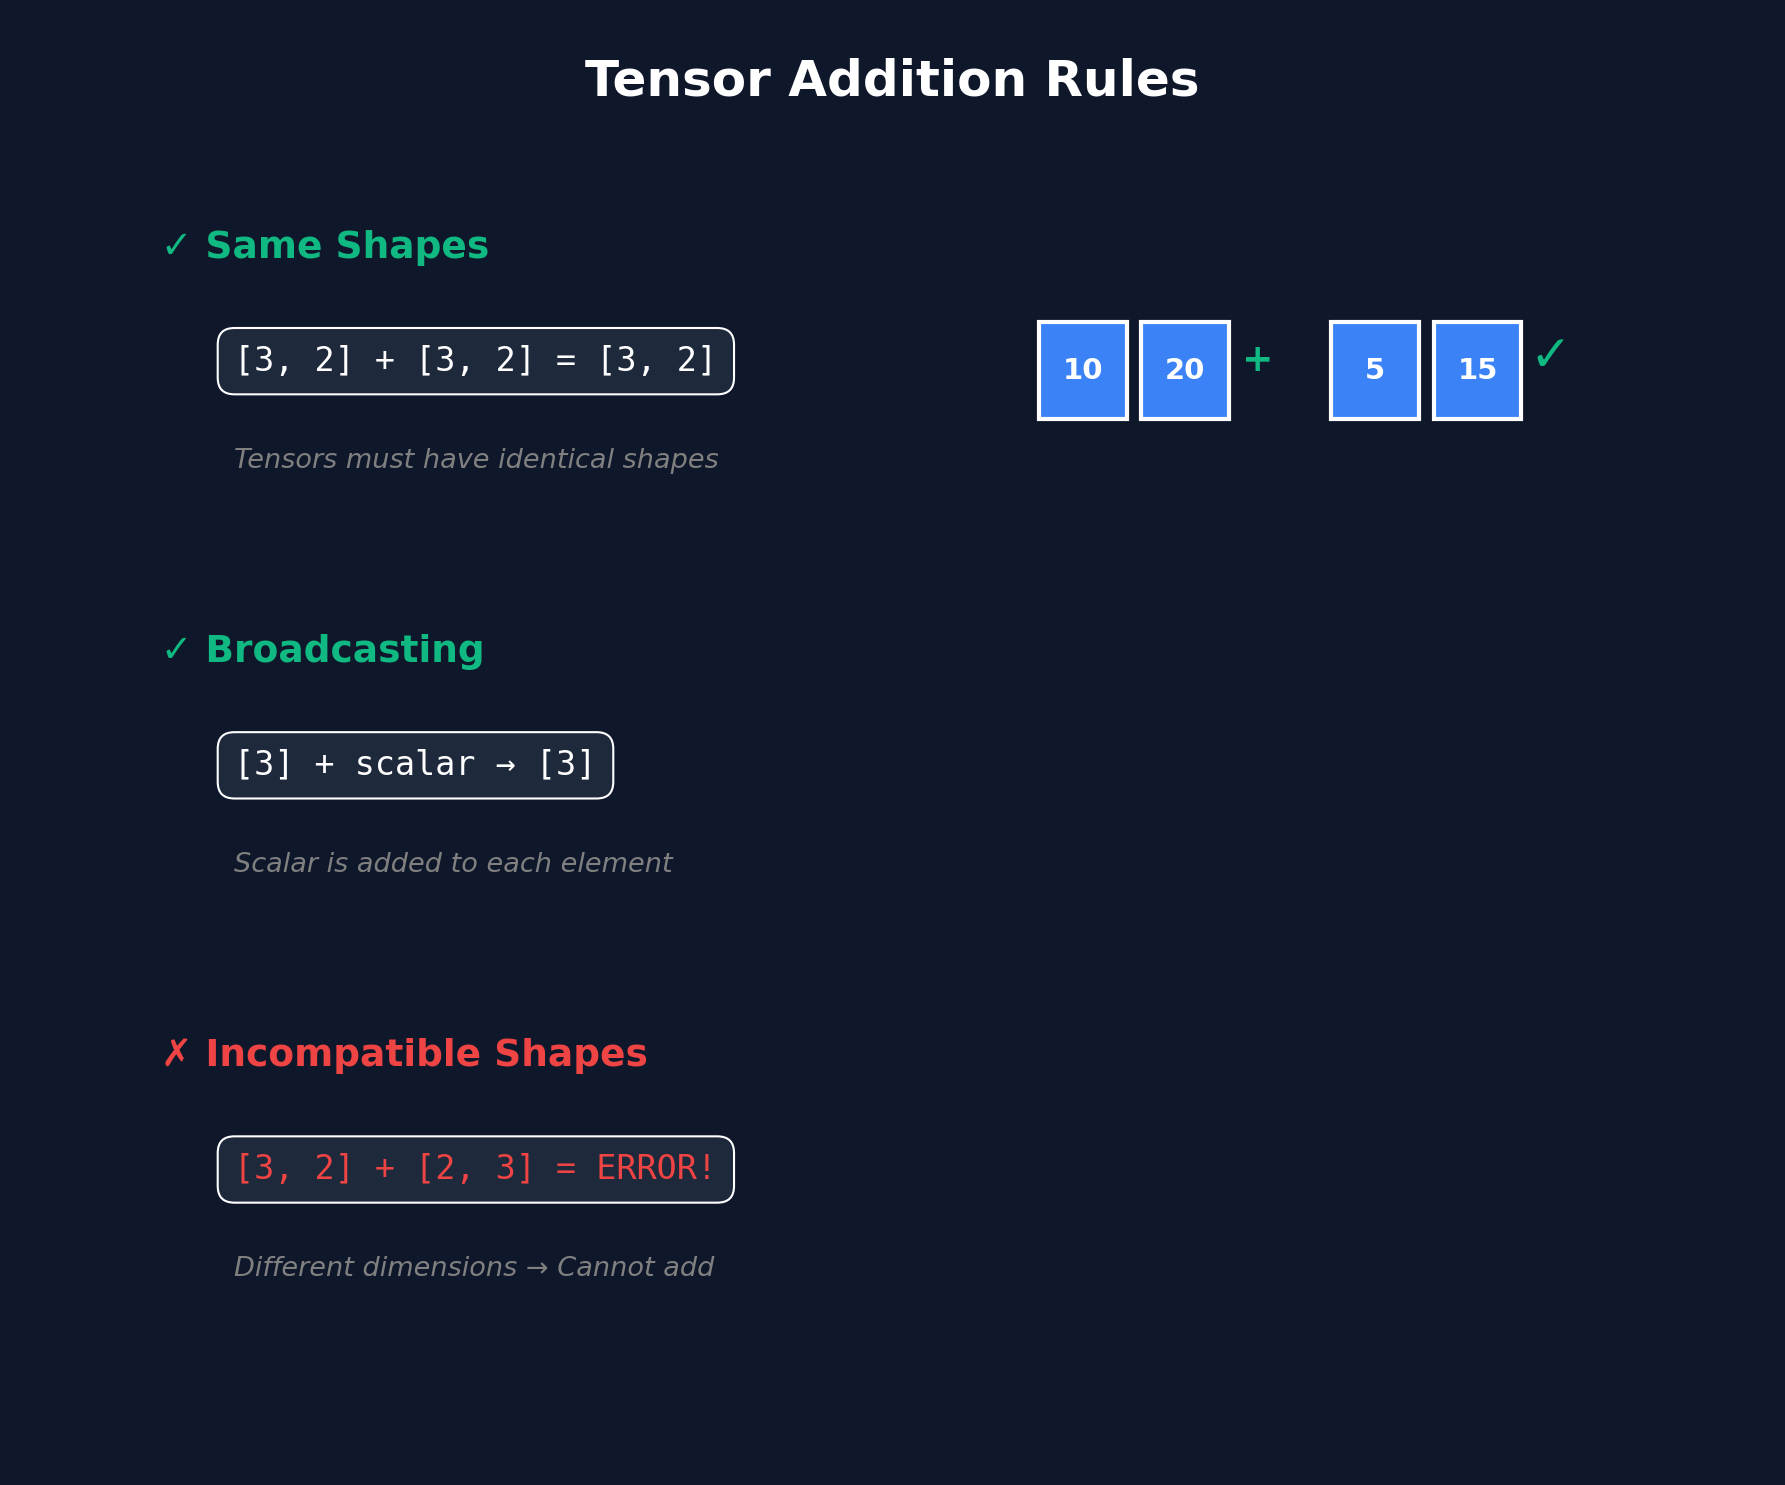 Tensor Addition Rules
✓ Same Shapes
[3, 2] + [3, 2] = [3, 2]
10 20 + 5 15 ✓
Tensors must have identical shapes
✓ Broadcasting
[3] + scalar → [3]
Scalar is added to each element
✗ Incompatible Shapes
[3, 2] + [2, 3] = ERROR!
Different dimensions → Cannot add